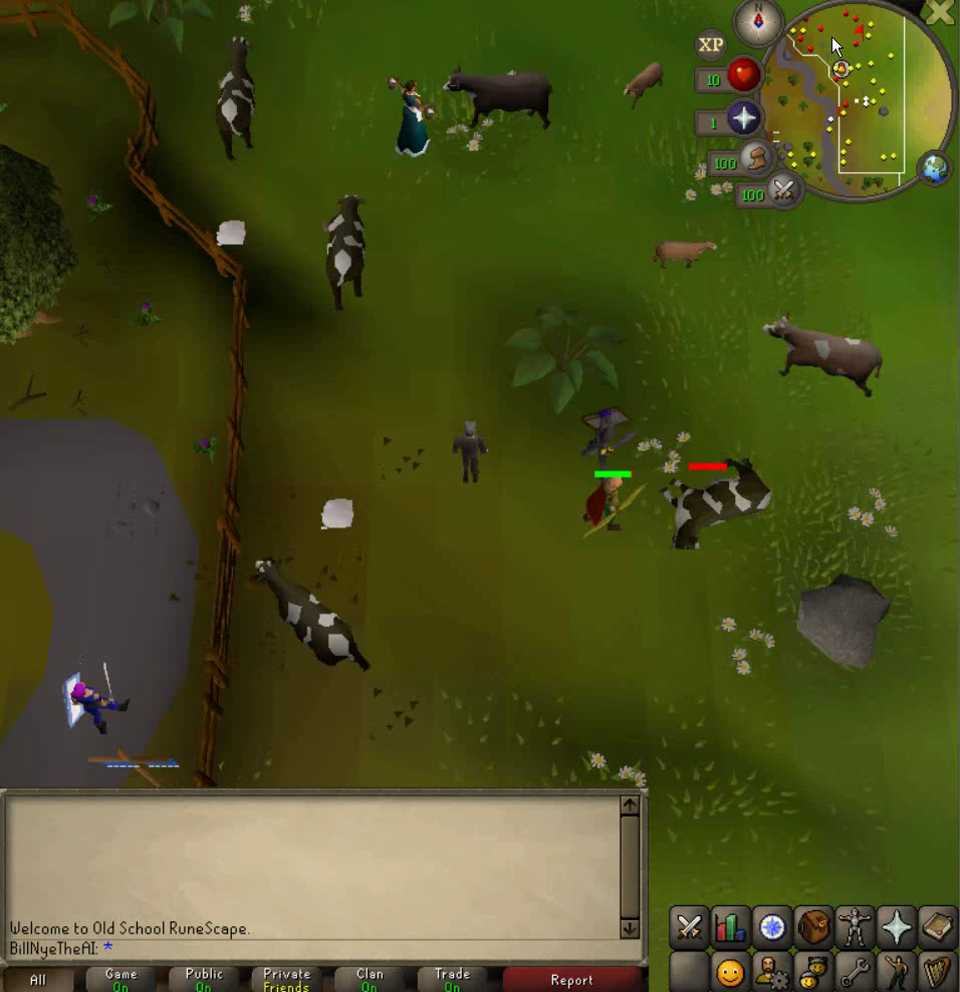 N
XP
10
1
100
100
Welcome to Old School RuneScape.
BillNyeTheAI: *
All
Game
On
Public
On
Private
Friends
Clan
On
Trade
On
Report